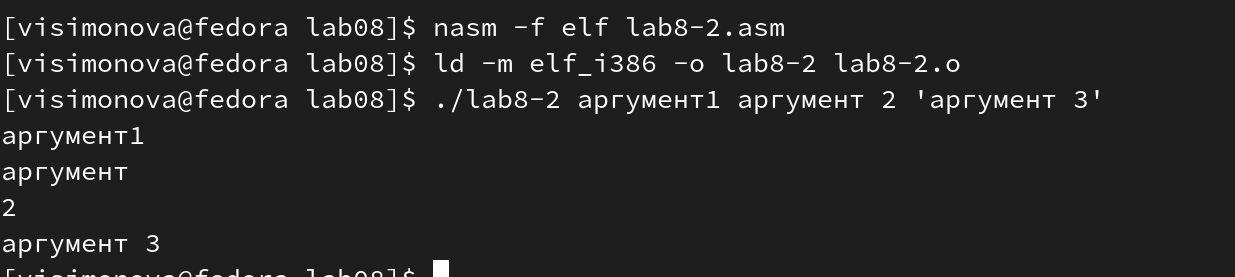 [visimonova@fedora lab08]$ nasm -f elf lab8-2.asm
[visimonova@fedora lab08]$ ld -m elf_i386 -o lab8-2 lab8-2.o
[visimonova@fedora lab08]$ ./lab8-2 аргумент1 аргумент 2 'аргумент 3'
аргумент1
аргумент
2
аргумент 3
[visimonova@fedora lab08]$